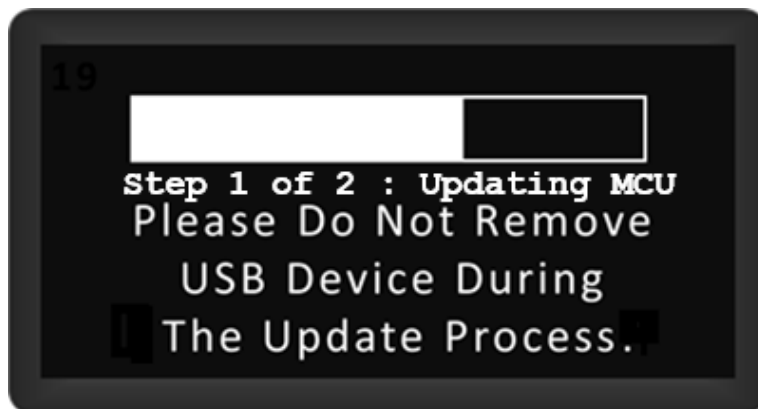 19
Step 1 of 2 : Updating MCU
Please Do Not Remove
USB Device During
The Update Process.